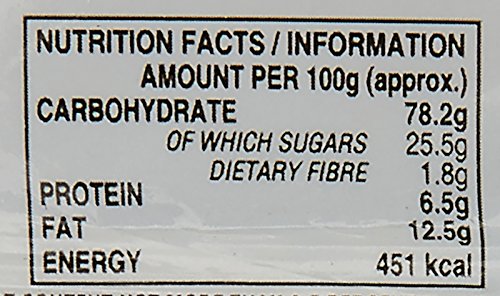 NUTRITION FACTS / INFORMATION
AMOUNT PER 100g (approx.)
CARBOHYDRATE 78.2g
OF WHICH SUGARS 25.5g
DIETARY FIBRE 1.8g
PROTEIN 6.5g
FAT 12.5g
ENERGY 451 kcal